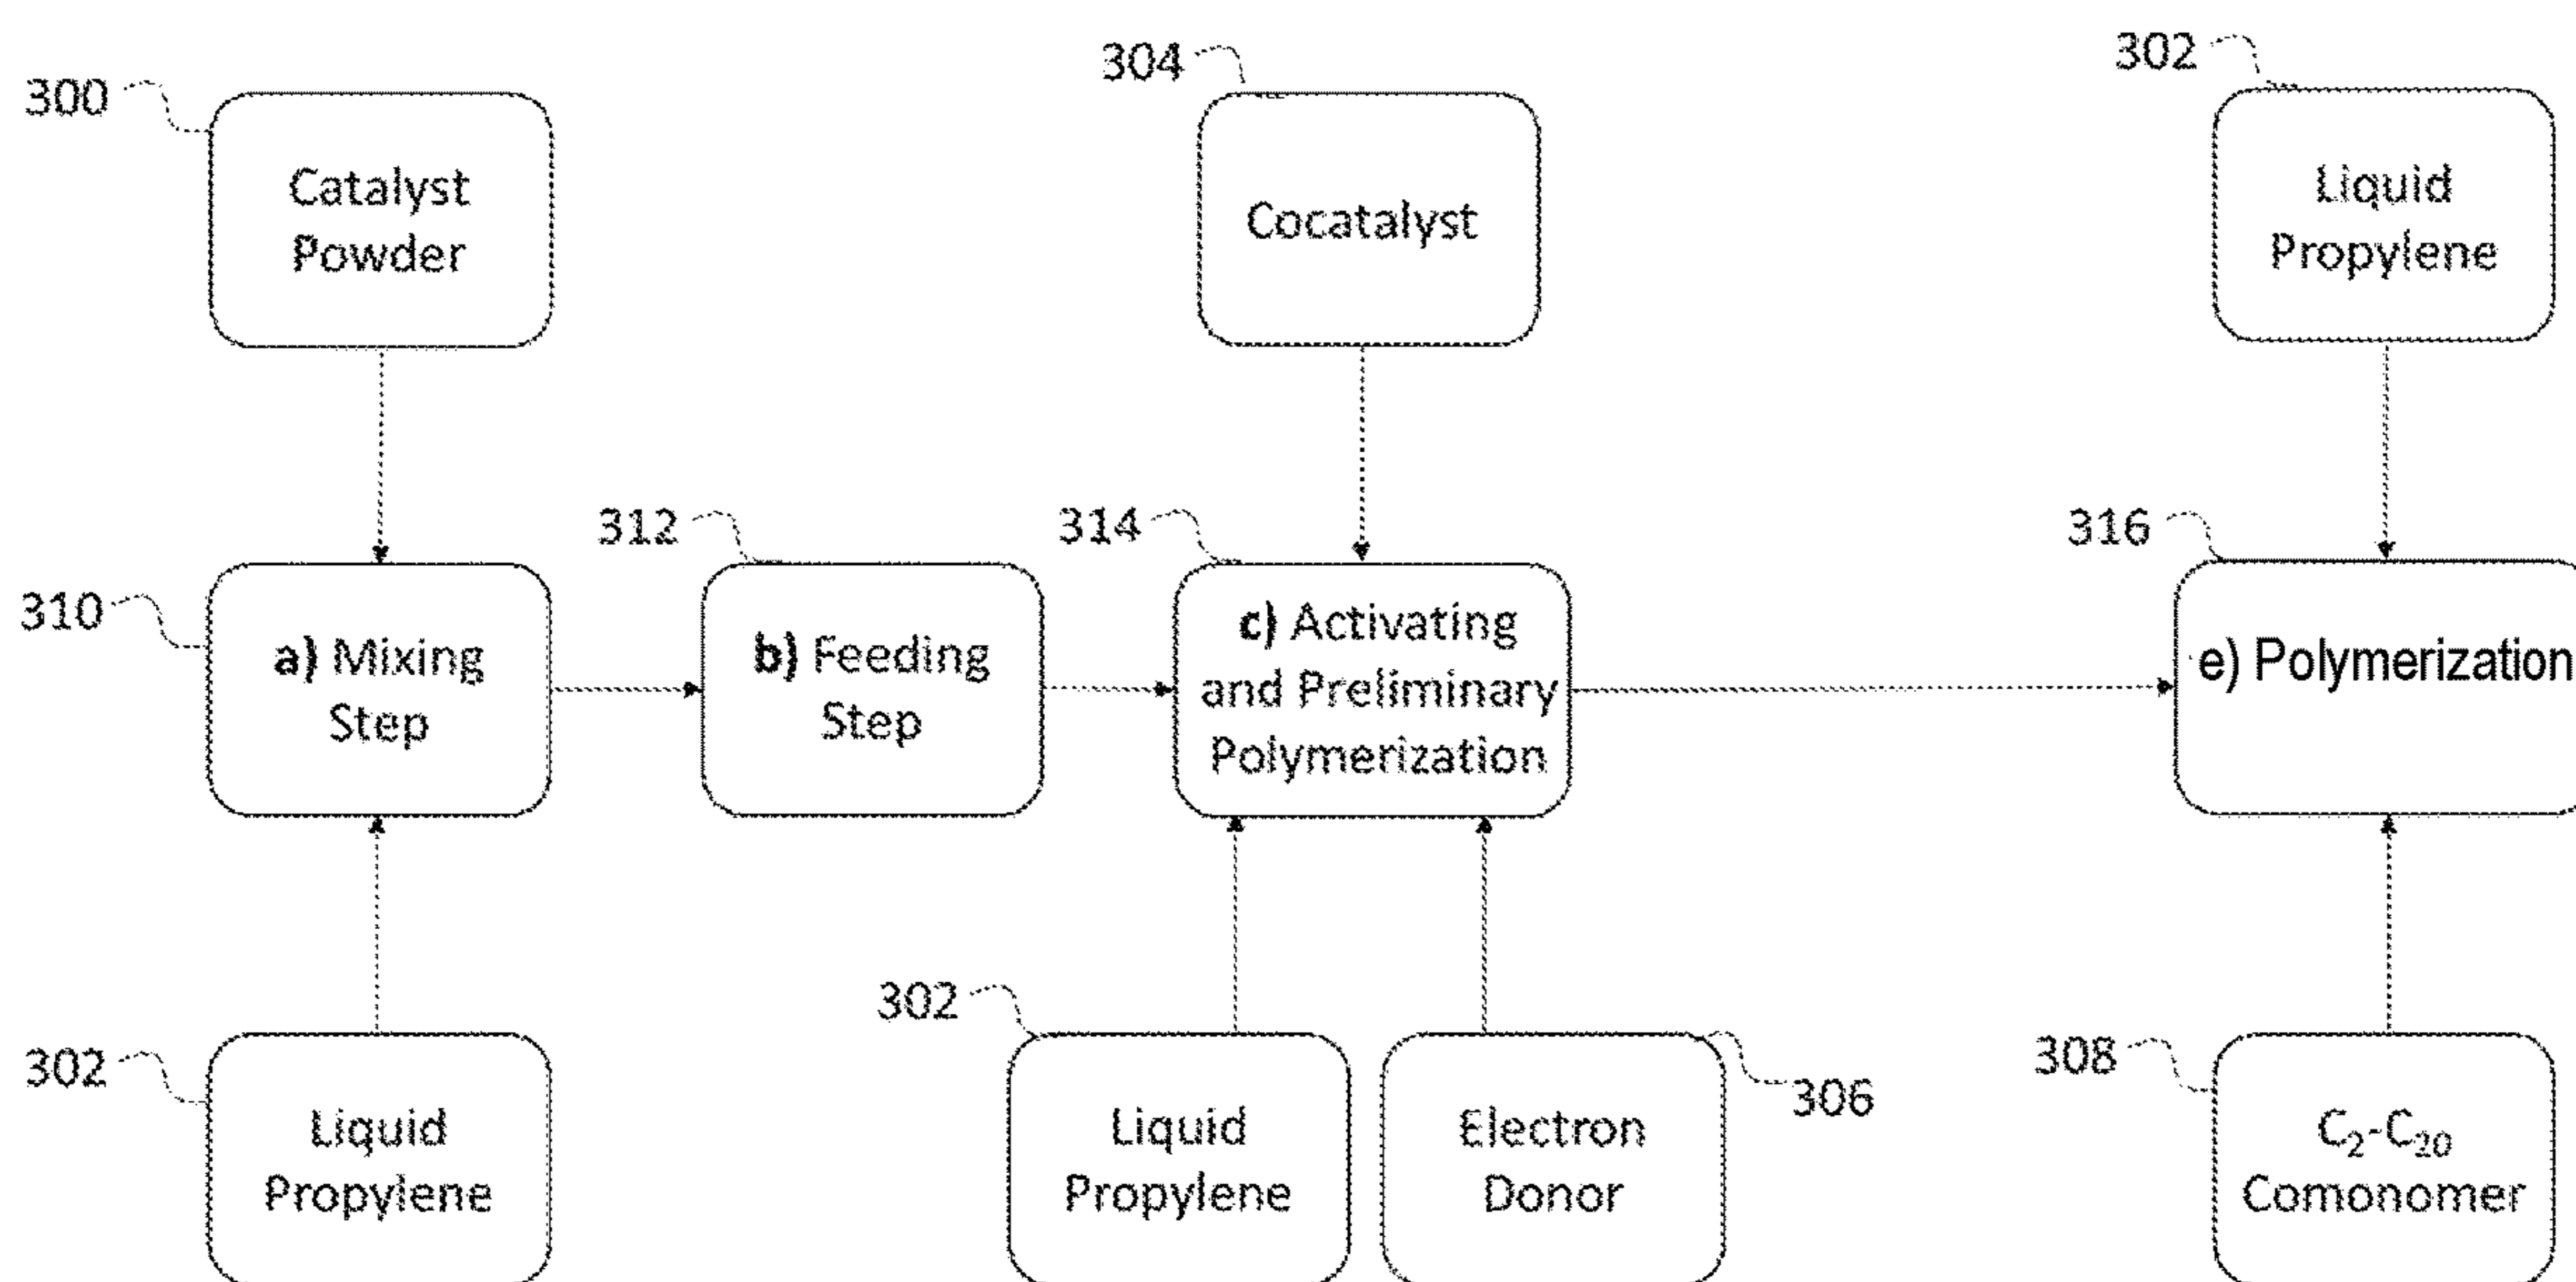 300
Catalyst
Powder
304
Cocatalyst
302
Liquid
Propylene
310
a) Mixing
Step
312
b) Feeding
Step
314
c) Activating
and Preliminary
Polymerization
316
e) Polymerization
302
Liquid
Propylene
302
Liquid
Propylene
306
Electron
Donor
308
C₂-C₂₀
Comonomer